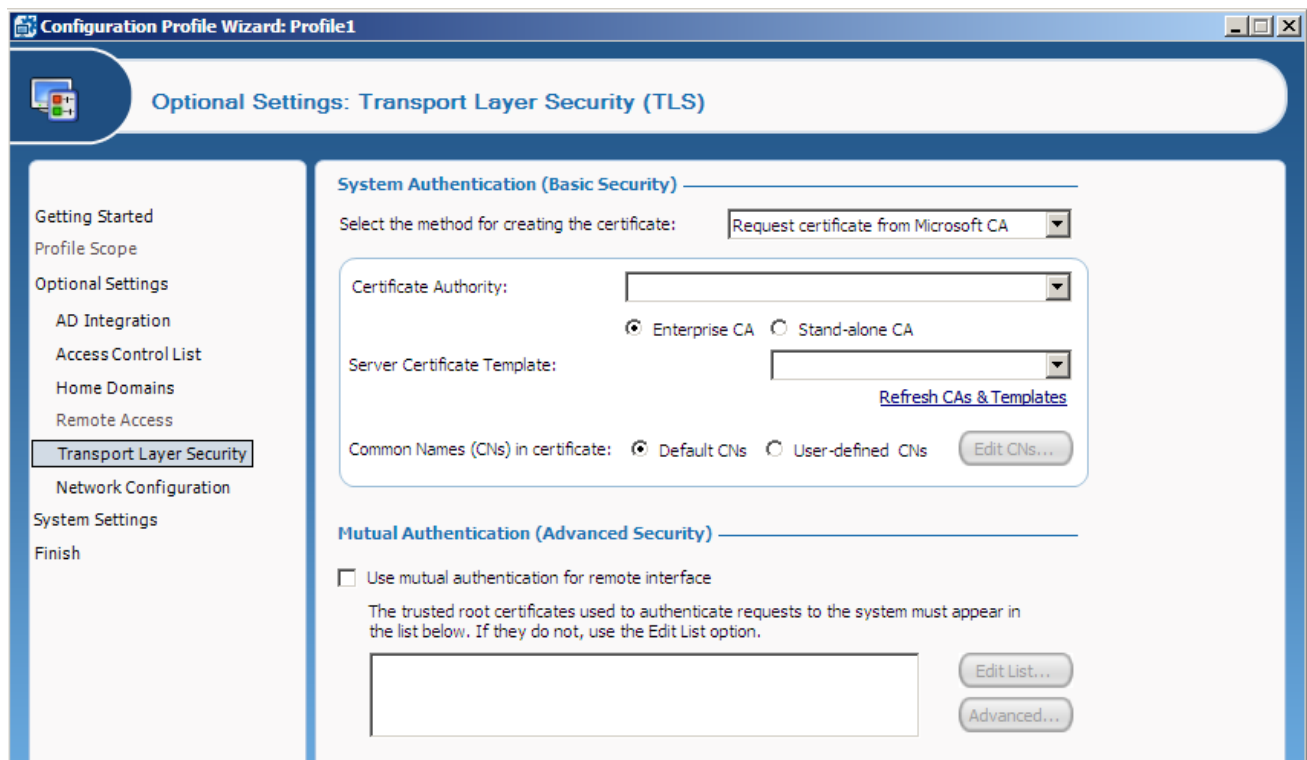 Configuration Profile Wizard: Profile1
Optional Settings: Transport Layer Security (TLS)
Getting Started
Profile Scope
Optional Settings
AD Integration
Access Control List
Home Domains
Remote Access
Transport Layer Security
Network Configuration
System Settings
Finish
System Authentication (Basic Security)
Select the method for creating the certificate: Request certificate from Microsoft CA
Certificate Authority:
Enterprise CA Stand-alone CA
Server Certificate Template:
Refresh CAs & Templates
Common Names (CNs) in certificate: Default CNs User-defined CNs Edit CNs...
Mutual Authentication (Advanced Security)
Use mutual authentication for remote interface
The trusted root certificates used to authenticate requests to the system must appear in
the list below. If they do not, use the Edit List option.
Edit List...
Advanced...